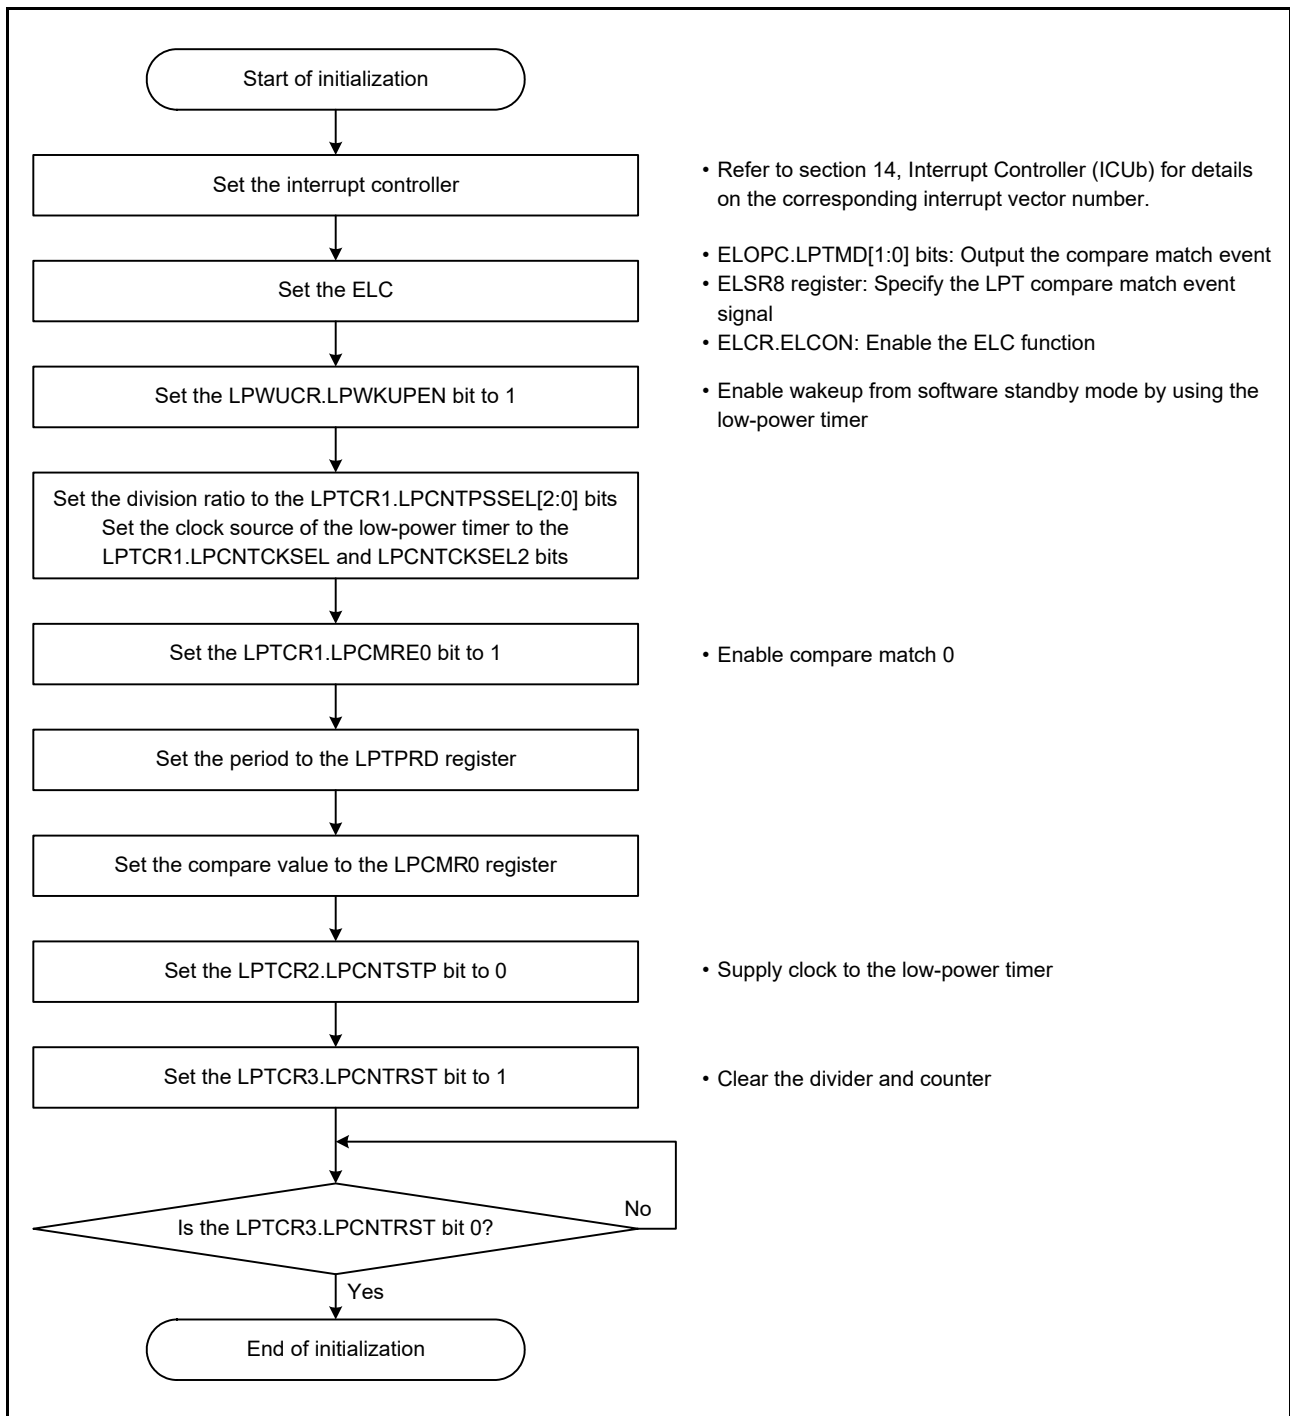 Start of initialization
Set the interrupt controller
• Refer to section 14, Interrupt Controller (ICUb) for details
on the corresponding interrupt vector number.
Set the ELC
• ELOPC.LPTMD[1:0] bits: Output the compare match event
• ELSR8 register: Specify the LPT compare match event
signal
• ELCR.ELCON: Enable the ELC function
Set the LPWUCR.LPWKUPEN bit to 1
• Enable wakeup from software standby mode by using the
low-power timer
Set the division ratio to the LPTCR1.LPCNTPSSEL[2:0] bits
Set the clock source of the low-power timer to the
LPTCR1.LPCNTCKSEL and LPCNTCKSEL2 bits
Set the LPTCR1.LPCMRE0 bit to 1
• Enable compare match 0
Set the period to the LPTPRD register
Set the compare value to the LPCMR0 register
Set the LPTCR2.LPCNTSTP bit to 0
• Supply clock to the low-power timer
Set the LPTCR3.LPCNTRST bit to 1
• Clear the divider and counter
Is the LPTCR3.LPCNTRST bit 0?
No
Yes
End of initialization